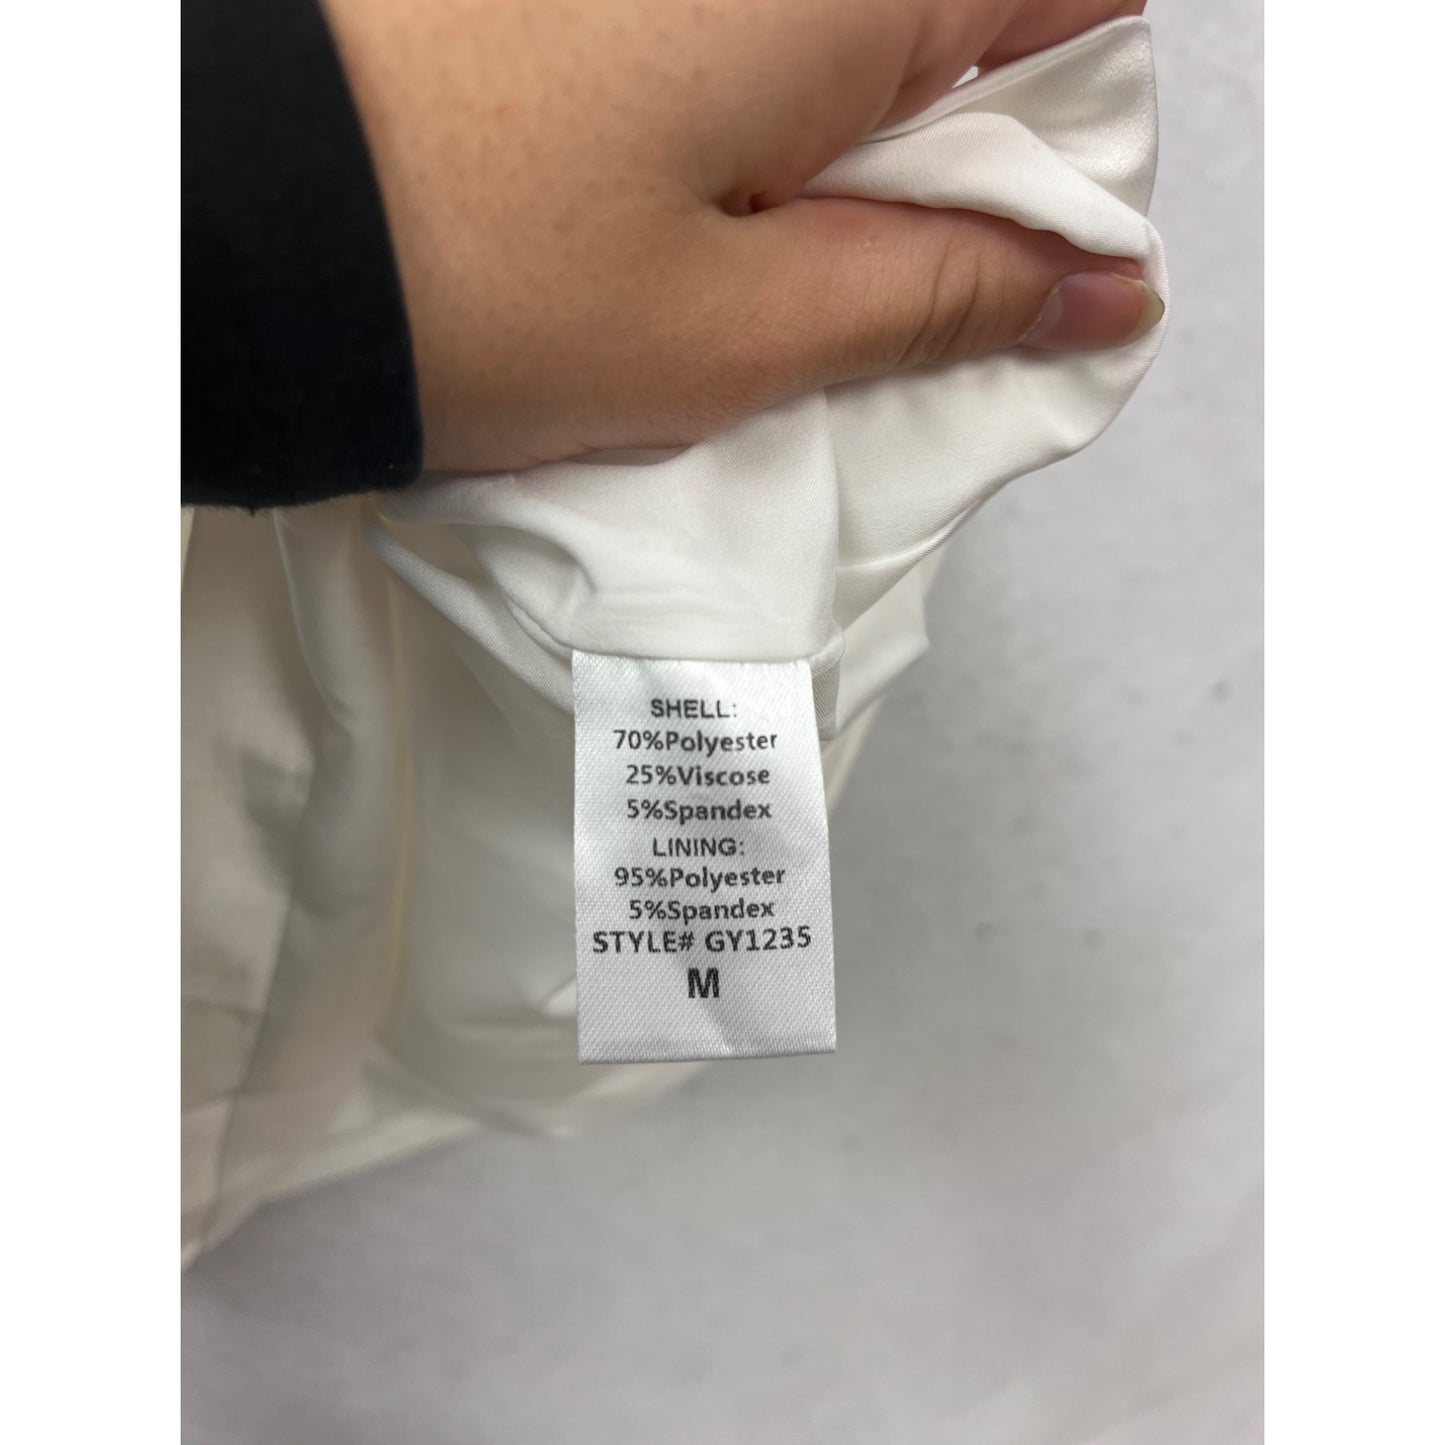 SHELL:
70%Polyester
25%Viscose
5%Spandex
LINING:
95%Polyester
5%Spandex
STYLE# GY1235
M